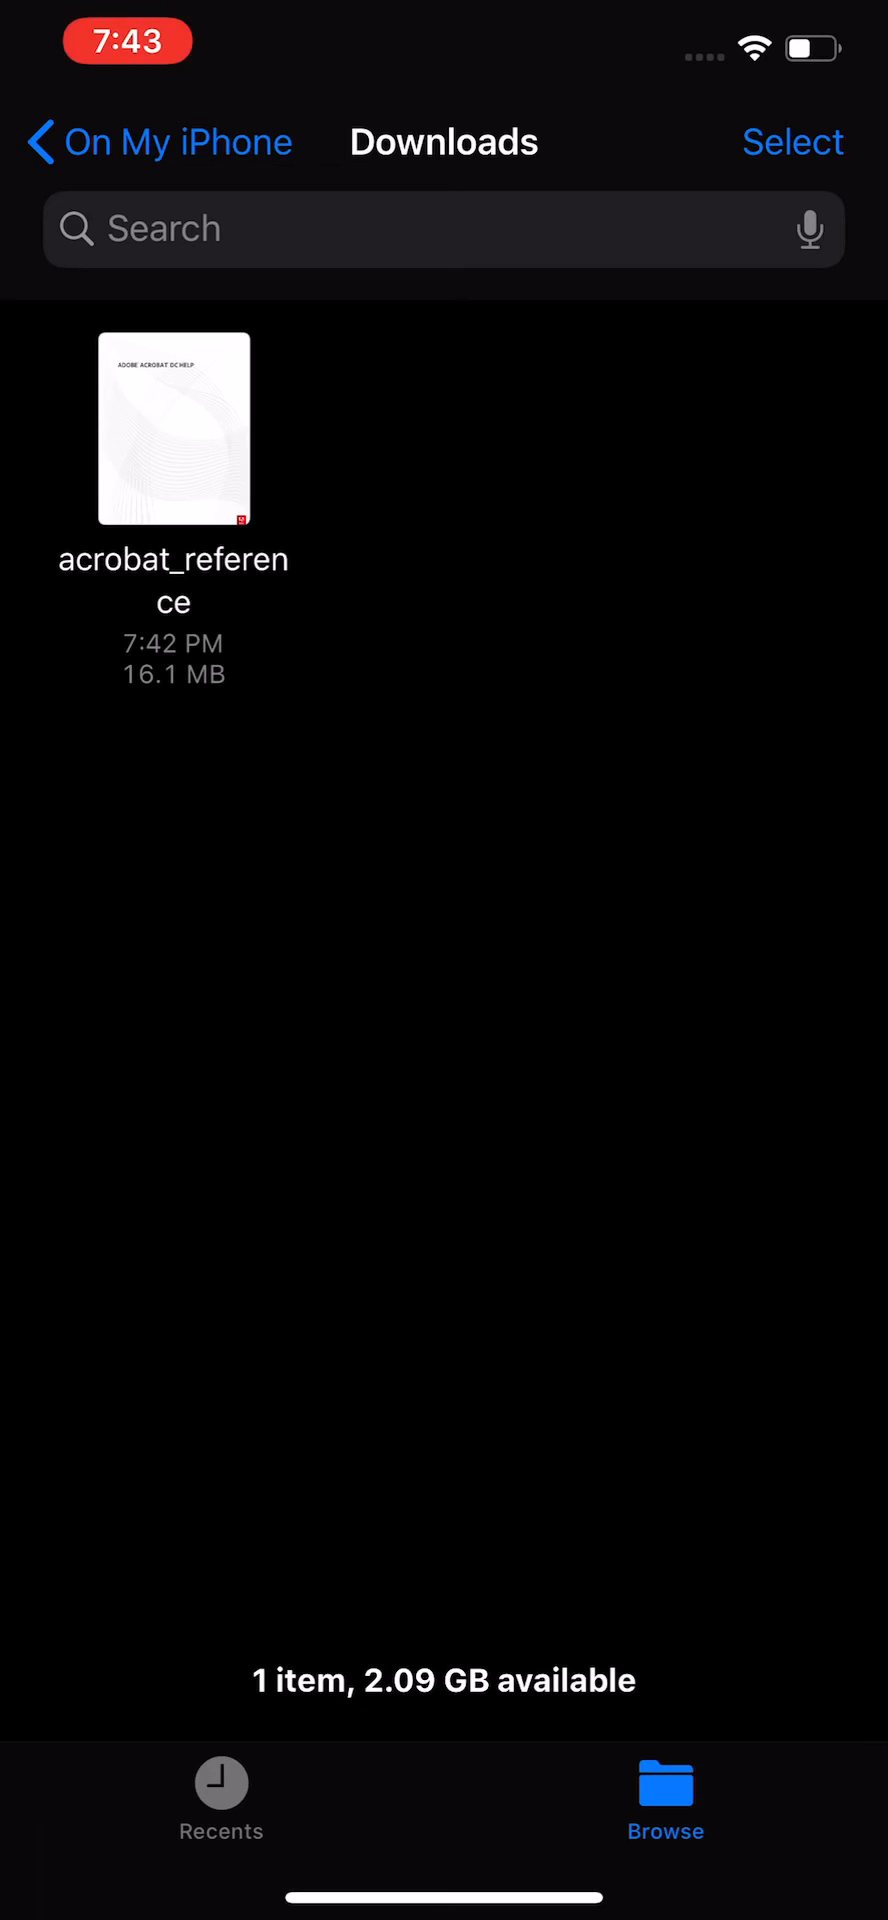 7:43
On My iPhone
Downloads
Select
Search
ADOBE ACROBAT DC HELP
acrobat_referen
ce
7:42 PM
16.1 MB
1 item, 2.09 GB available
Recents
Browse